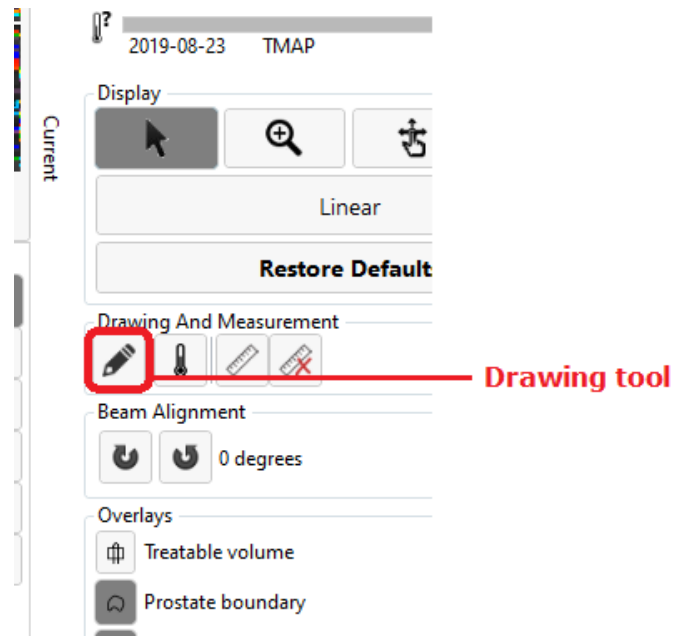 ?
2019-08-23 TMAP
Display
Current
Linear
Restore Default
Drawing And Measurement
Drawing tool
Beam Alignment
0 degrees
Overlays
Treatable volume
Prostate boundary